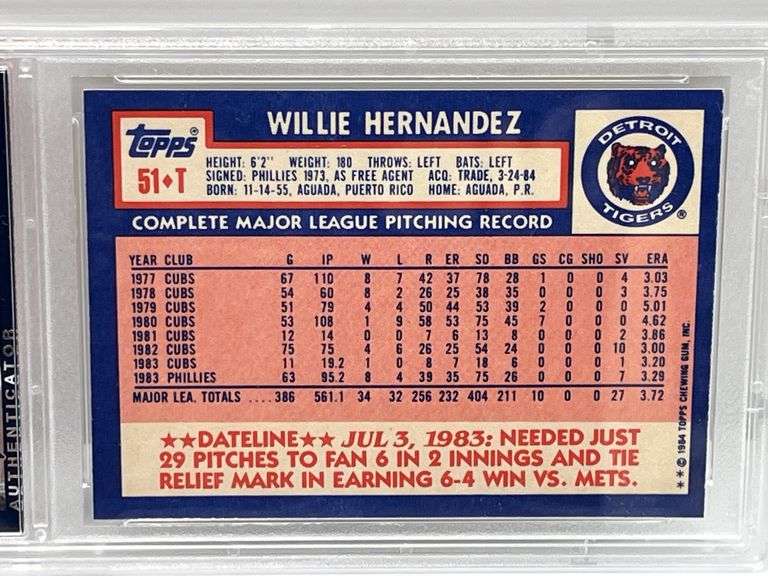 WILLIE HERNANDEZ
Topps®
51♦T
HEIGHT: 6'2" WEIGHT: 180 THROWS: LEFT BATS: LEFT
SIGNED: PHILLIES 1973, AS FREE AGENT ACQ: TRADE, 3-24-84
BORN: 11-14-55, AGUADA, PUERTO RICO HOME: AGUADA, P.R.
DETROIT
TIGERS®
COMPLETE MAJOR LEAGUE PITCHING RECORD
YEAR CLUB G IP W L R ER SO BB GS CG SHO SV ERA
1977 CUBS 67 110 8 7 42 37 78 28 1 0 0 4 3.03
1978 CUBS 54 60 8 2 26 25 38 35 0 0 0 3 3.75
1979 CUBS 51 79 4 4 50 44 53 39 2 0 0 0 5.01
1980 CUBS 53 108 1 9 58 53 75 45 7 0 0 0 4.62
1981 CUBS 12 14 0 0 7 6 13 8 0 0 0 2 3.86
1982 CUBS 75 75 4 6 26 25 54 24 0 0 0 10 3.00
1983 CUBS 11 19.2 1 0 8 7 18 6 1 0 0 1 3.20
1983 PHILLIES 63 95.2 8 4 39 35 75 26 0 0 0 7 3.29
MAJOR LEA. TOTALS .... 386 561.1 34 32 256 232 404 211 10 0 0 27 3.72
★★DATELINE★★ JUL 3, 1983: NEEDED JUST
29 PITCHES TO FAN 6 IN 2 INNINGS AND TIE
RELIEF MARK IN EARNING 6-4 WIN VS. METS.
✶✶© 1984 TOPPS CHEWING GUM, INC.
AUTHENTICATOR